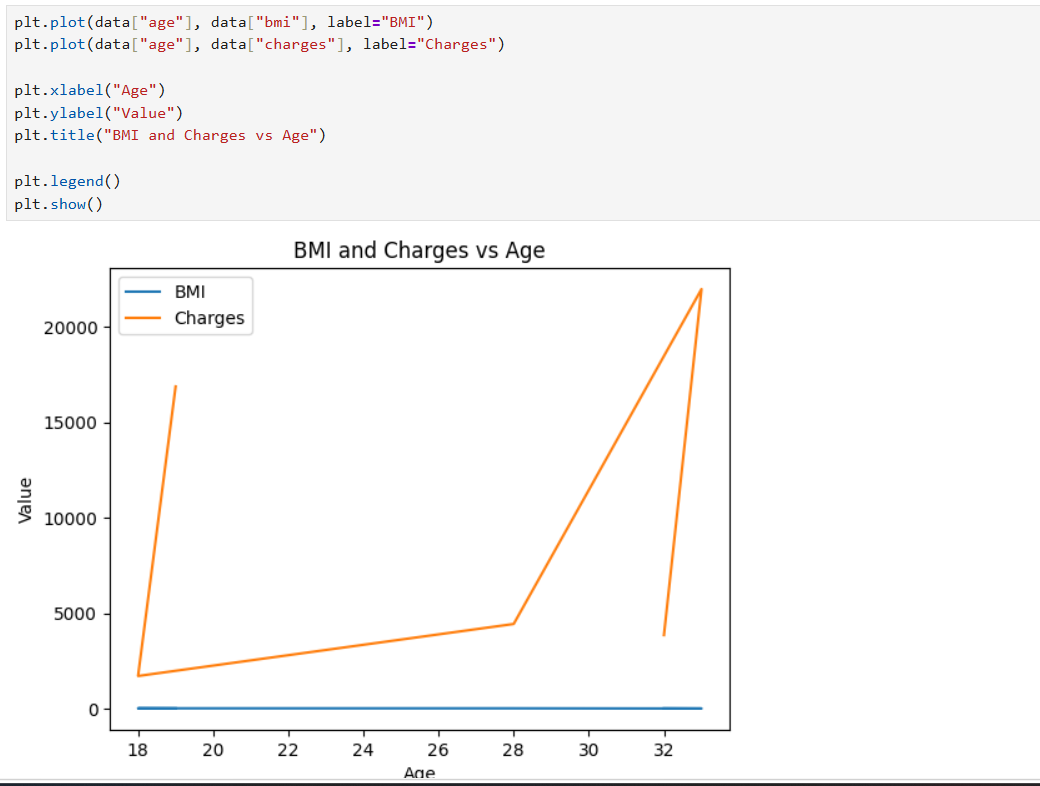 plt.plot(data["age"], data["bmi"], label="BMI")
plt.plot(data["age"], data["charges"], label="Charges")
plt.xlabel("Age")
plt.ylabel("Value")
plt.title("BMI and Charges vs Age")
plt.legend()
plt.show()
BMI and Charges vs Age
BMI
Charges
20000
15000
10000
5000
0
Value
18 20 22 24 26 28 30 32
Age